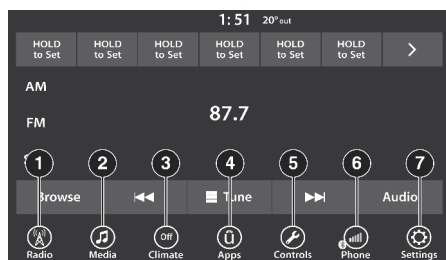 1:51 20° out
HOLD to Set HOLD to Set HOLD to Set HOLD to Set HOLD to Set HOLD to Set >
AM
87.7
FM
1 2 3 4 5 6 7
Browse Tune Audio
Off û
Radio Media Climate Apps Controls Phone Settings